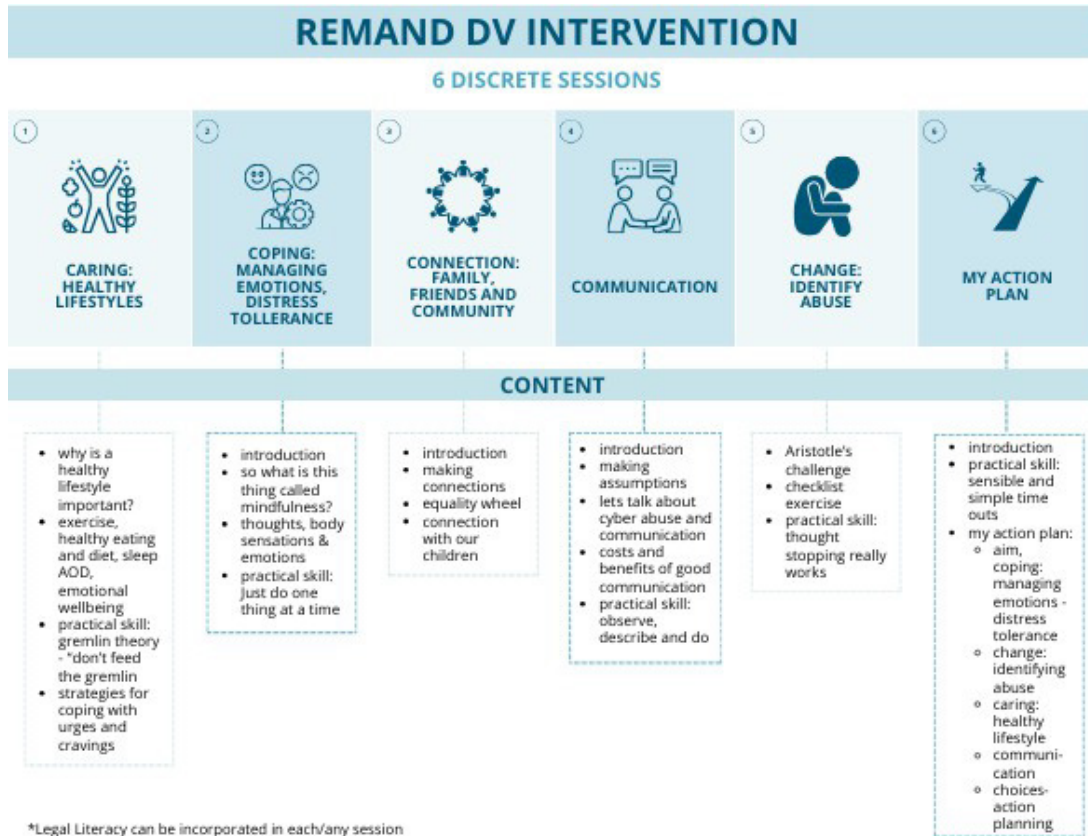 REMAND DV INTERVENTION
6 DISCRETE SESSIONS
1
CARING:
HEALTHY
LIFESTYLES
2
COPING:
MANAGING
EMOTIONS,
DISTRESS
TOLLERANCE
3
CONNECTION:
FAMILY,
FRIENDS AND
COMMUNITY
4
COMMUNICATION
5
CHANGE:
IDENTIFY
ABUSE
6
MY ACTION
PLAN
CONTENT
• why is a
healthy
lifestyle
important?
• exercise,
healthy eating
and diet, sleep
AOD,
emotional
wellbeing
• practical skill:
gremlin theory
- "don't feed
the gremlin
• strategies for
coping with
urges and
cravings
• introduction
• so what is this
thing called
mindfulness?
• thoughts, body
sensations &
emotions
• practical skill:
Just do one
thing at a time
• introduction
• making
connections
• equality wheel
• connection
with our
children
• introduction
• making
assumptions
• lets talk about
cyber abuse and
communication
• costs and
benefits of good
communication
• practical skill:
observe,
describe and do
• Aristotle's
challenge
• checklist
exercise
• practical skill:
thought
stopping really
works
• introduction
• practical skill:
sensible and
simple time
outs
• my action plan:
◦ aim,
coping:
managing
emotions -
distress
tolerance
◦ change:
identifying
abuse
◦ caring:
healthy
lifestyle
◦ communi-
cation
◦ choices-
action
planning
*Legal Literacy can be incorporated in each/any session